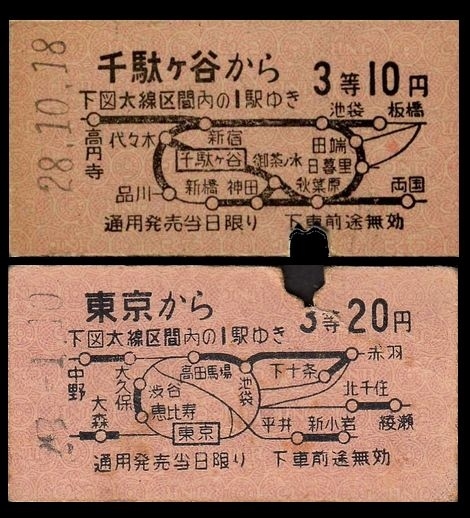 28.10.18
千駄ヶ谷から 3等10円
下図太線区間内の1駅ゆき
池袋 板橋
高円寺 代々木 新宿 田端
千駄ヶ谷 御茶ノ水 日暮里
品川 新橋 神田 秋葉原 両国
通用発売当日限り 下車前途無効
東京から 3等20円
下図太線区間内の1駅ゆき
中野 大久保 高田馬場 池袋 下十条 赤羽
渋谷 北千住
大森 恵比寿 綾瀬
東京 平井 新小岩
通用発売当日限り 下車前途無効